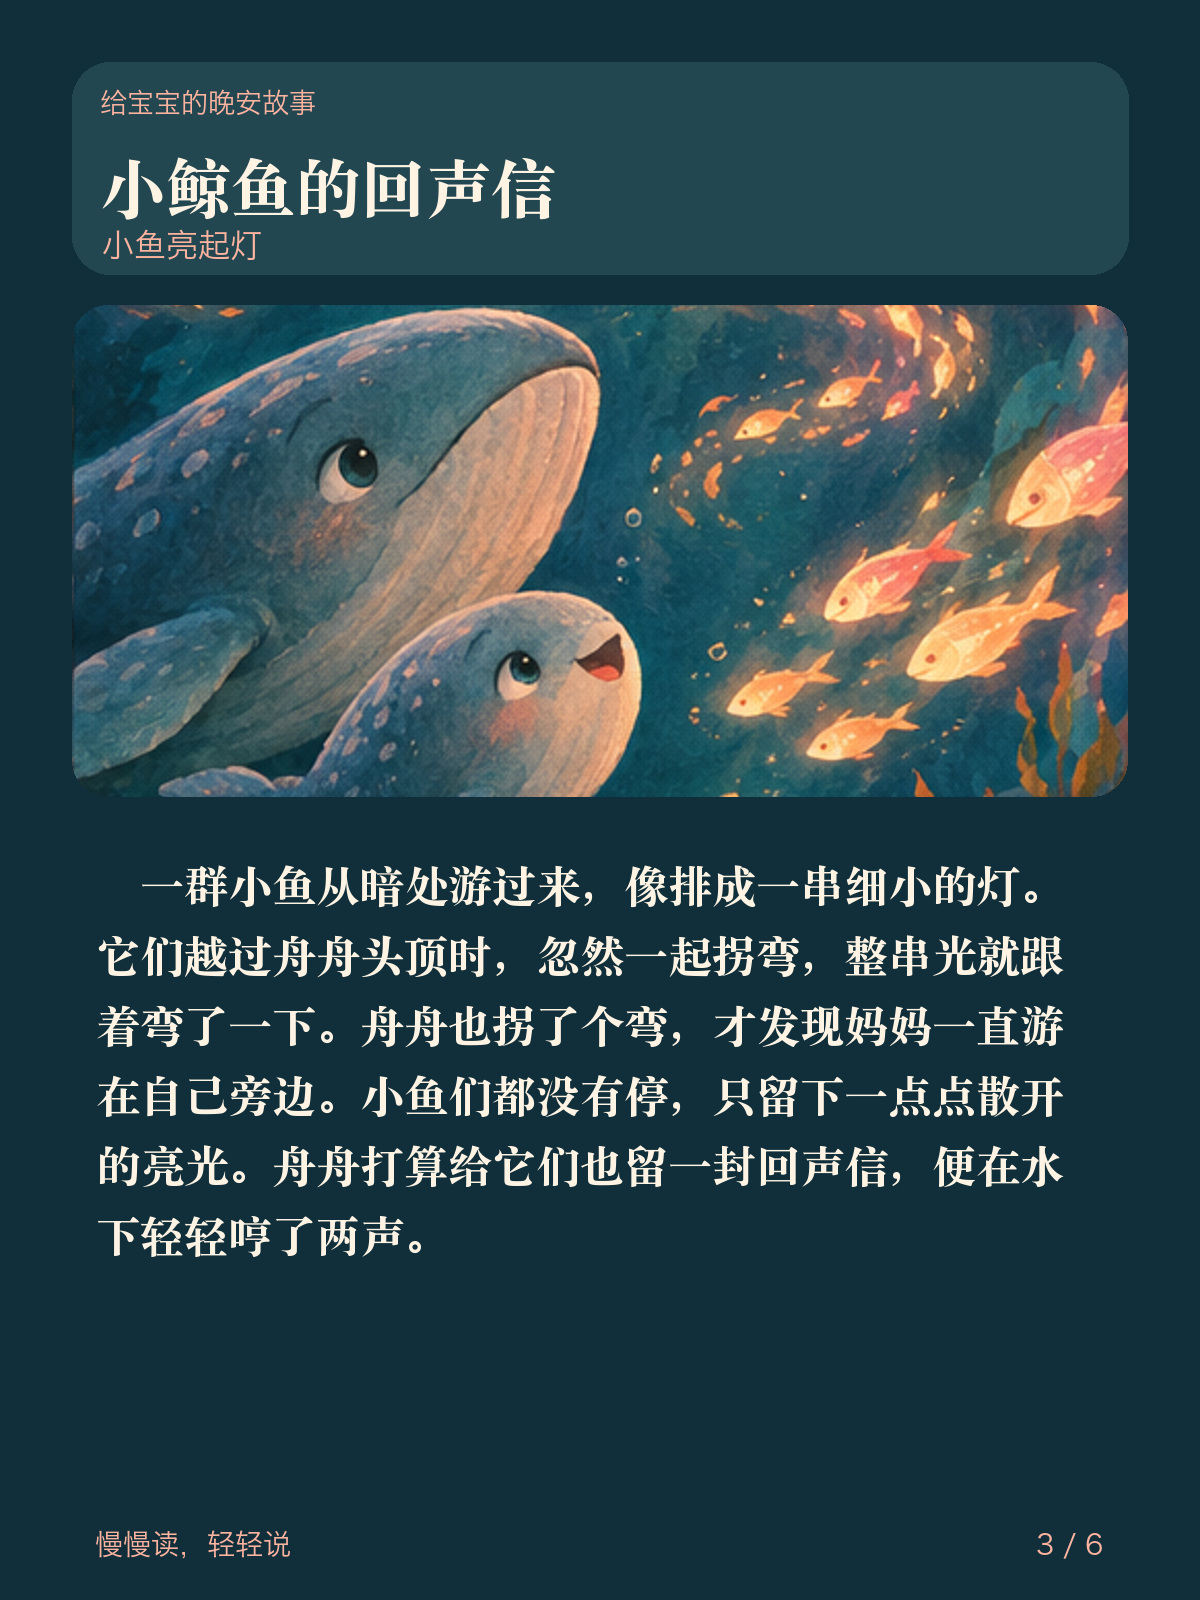 给宝宝的晚安故事
小鲸鱼的回声信
小鱼亮起灯
一群小鱼从暗处游过来，像排成一串细小的灯。
它们越过舟舟头顶时，忽然一起拐弯，整串光就跟
着弯了一下。舟舟也拐了个弯，才发现妈妈一直游
在自己旁边。小鱼们都没有停，只留下一点点散开
的亮光。舟舟打算给它们也留一封回声信，便在水
下轻轻哼了两声。
慢慢读，轻轻说
3 / 6